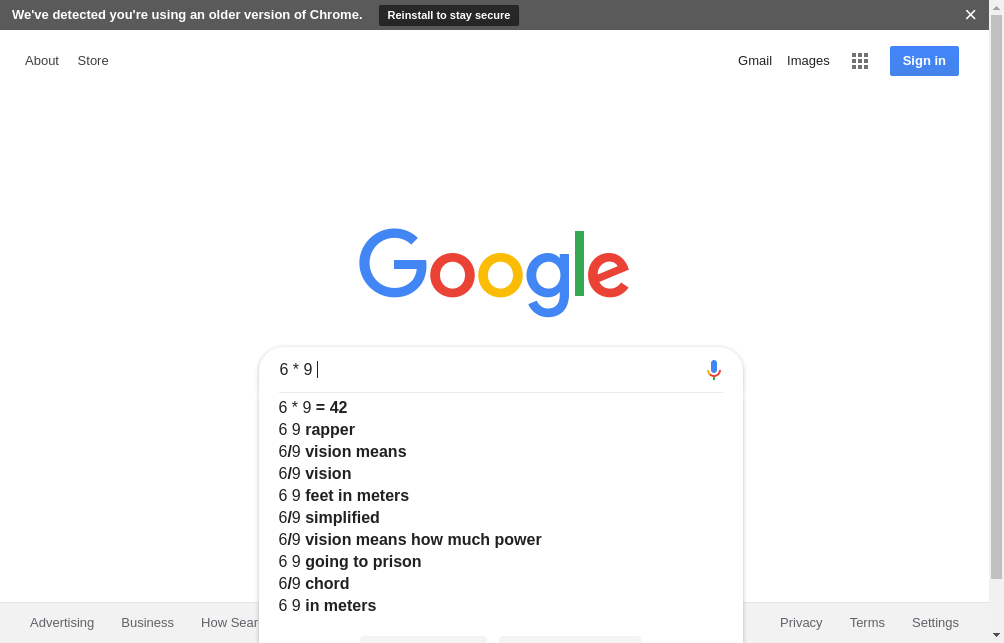 We've detected you're using an older version of Chrome. Reinstall to stay secure
About Store Gmail Images Sign in
Google
6 * 9
6 * 9 = 42
6 9 rapper
6/9 vision means
6/9 vision
6 9 feet in meters
6/9 simplified
6/9 vision means how much power
6 9 going to prison
6/9 chord
6 9 in meters
Advertising Business How Sear Privacy Terms Settings